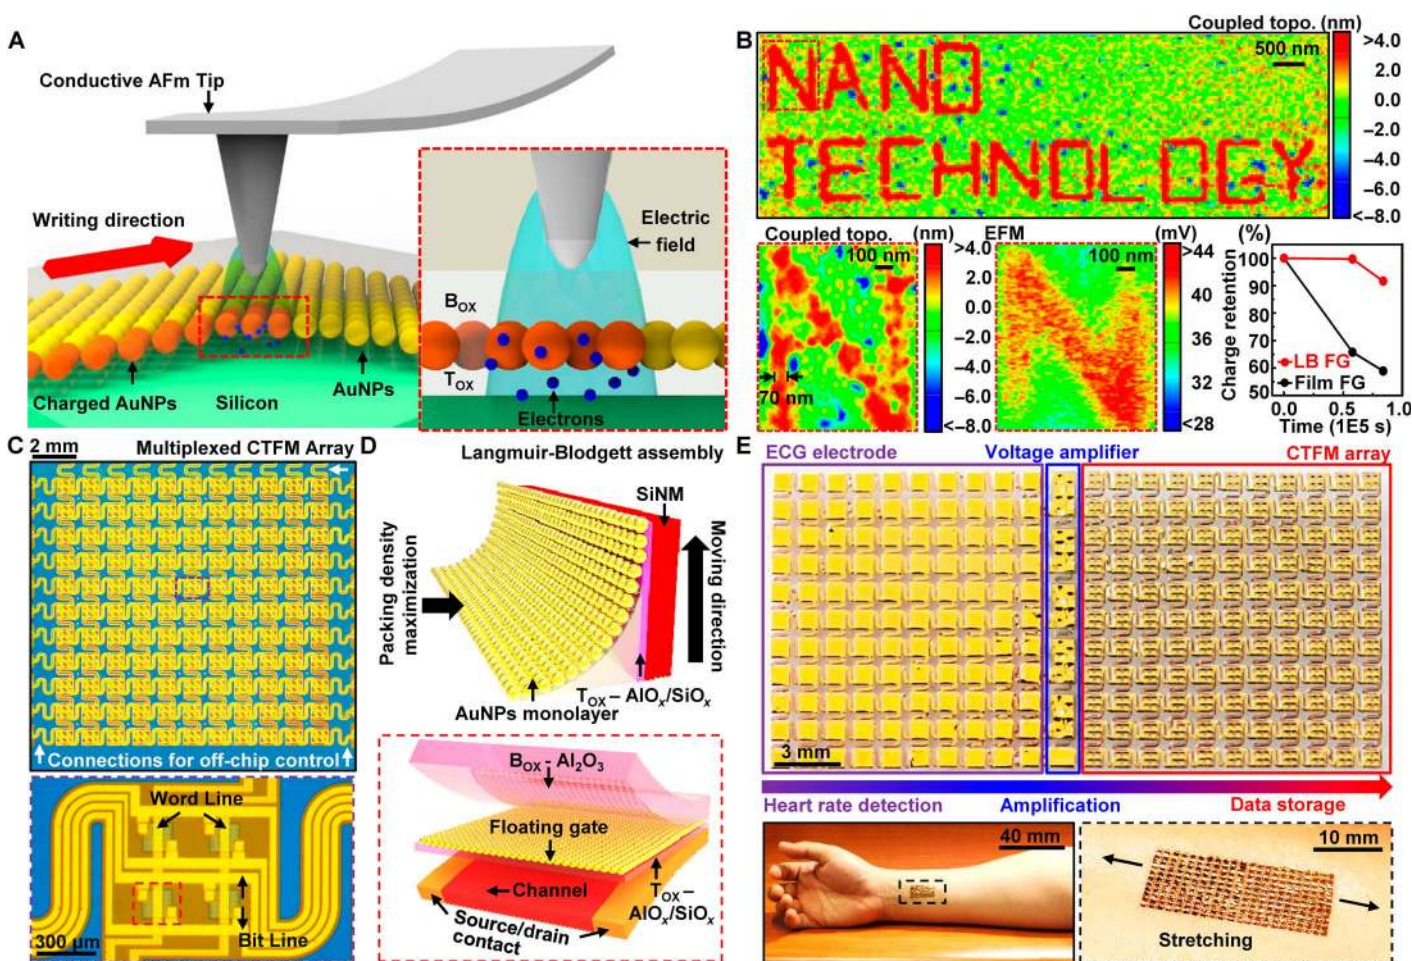 A
Conductive AFm Tip
Writing direction
Charged AuNPs
Silicon
AuNPs
Electric
field
BOX
TOX
Electrons
B
Coupled topo. (nm)
500 nm
NANO
TECHNOLOGY
>4.0
2.0
0.0
−2.0
−4.0
−6.0
<−8.0
Coupled topo. (nm)
100 nm
70 nm
>4.0
2.0
0.0
−2.0
−4.0
−6.0
<−8.0
EFM (mV)
100 nm
>44
40
36
32
<28
(%)
Charge retention
100
90
80
70
60
50
LB FG
Film FG
0.0 0.5 1.0
Time (1E5 s)
C
2 mm
Multiplexed CTFM Array
Connections for off-chip control
Word Line
Bit Line
300 µm
D
Langmuir-Blodgett assembly
SiNM
Packing density
maximization
Moving direction
TOX – AlOx/SiOx
AuNPs monolayer
BOX - Al2O3
Floating gate
Channel
TOX –
AlOx/SiOx
Source/drain
contact
E
ECG electrode
Voltage amplifier
CTFM array
3 mm
Heart rate detection
Amplification
Data storage
40 mm
10 mm
Stretching